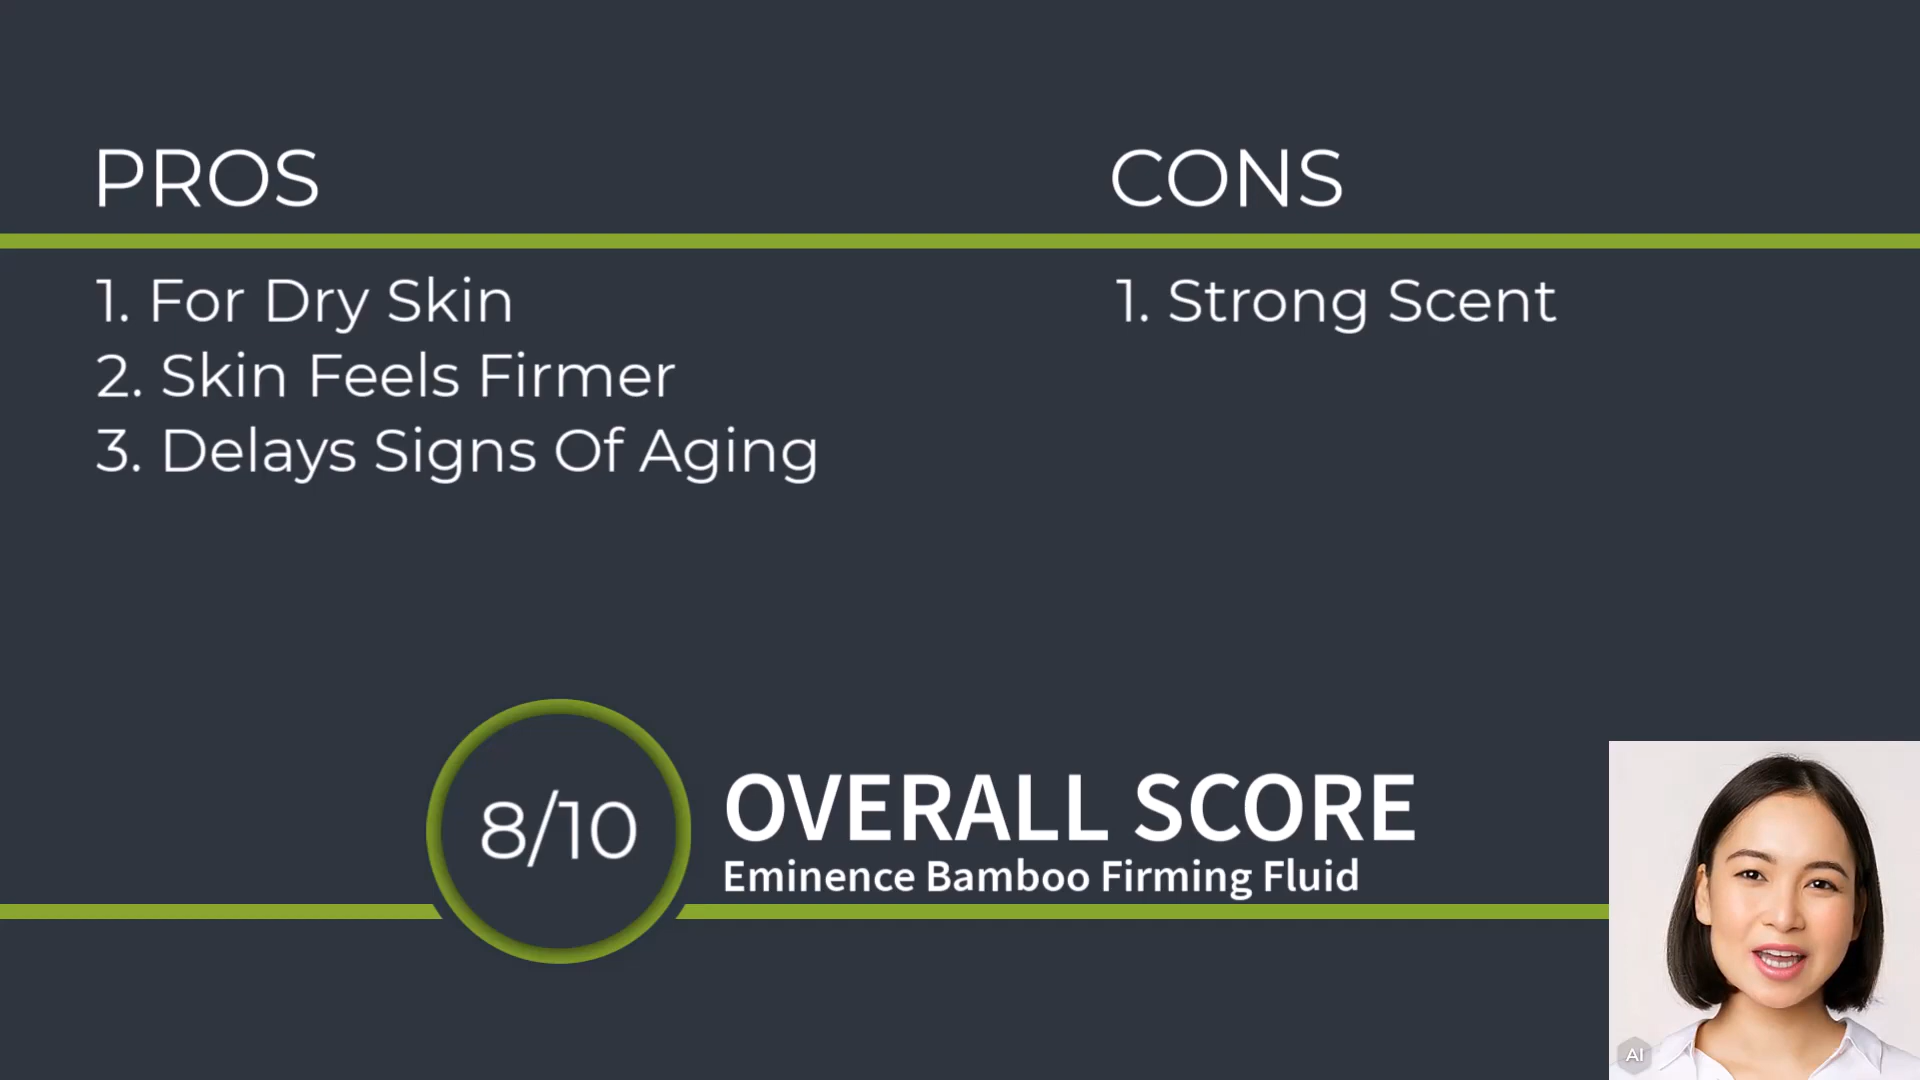 PROS
1. For Dry Skin
2. Skin Feels Firmer
3. Delays Signs Of Aging
CONS
1. Strong Scent
8/10
OVERALL SCORE
Eminence Bamboo Firming Fluid
AI